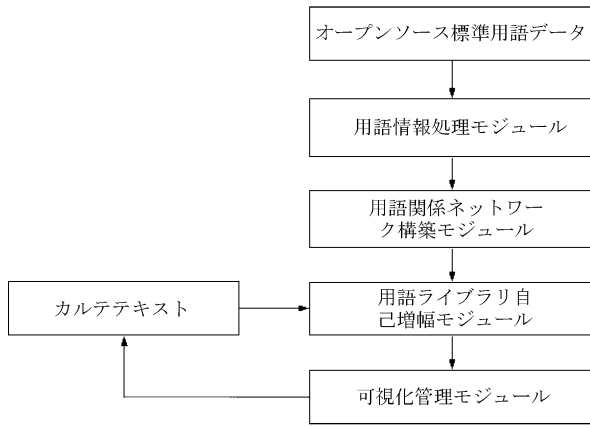 オープンソース標準用語データ
用語情報処理モジュール
用語関係ネットワー
ク構築モジュール
カルテテキスト
用語ライブラリ自
己増幅モジュール
可視化管理モジュール